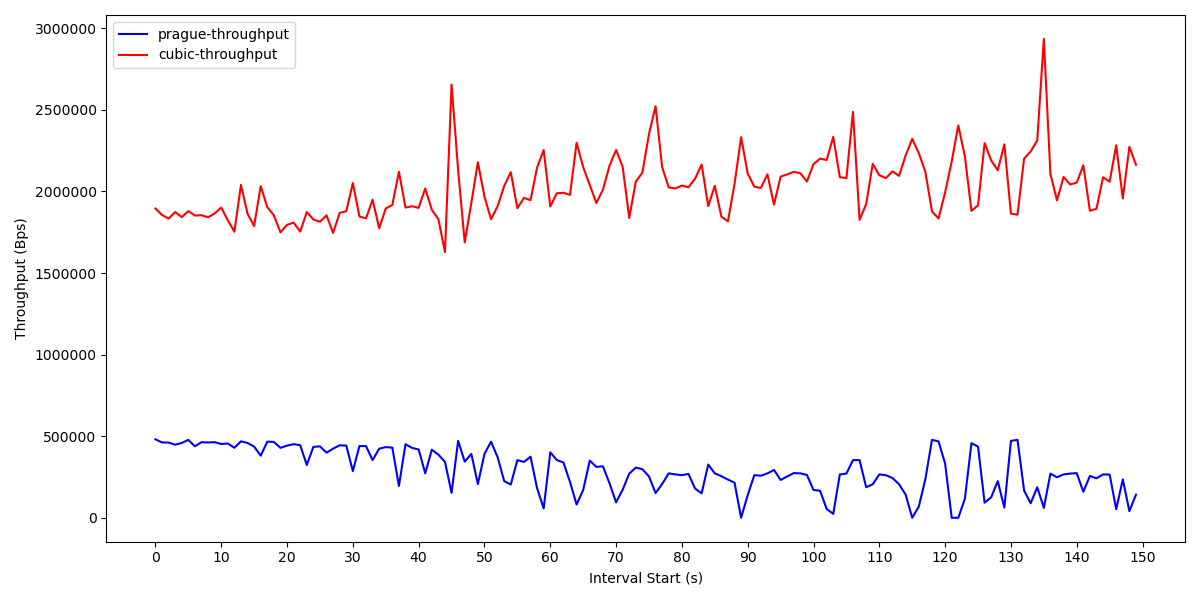 prague-throughput
cubic-throughput
3000000
2500000
2000000
1500000
1000000
500000
0
Throughput (Bps)
0 10 20 30 40 50 60 70 80 90 100 110 120 130 140 150
Interval Start (s)